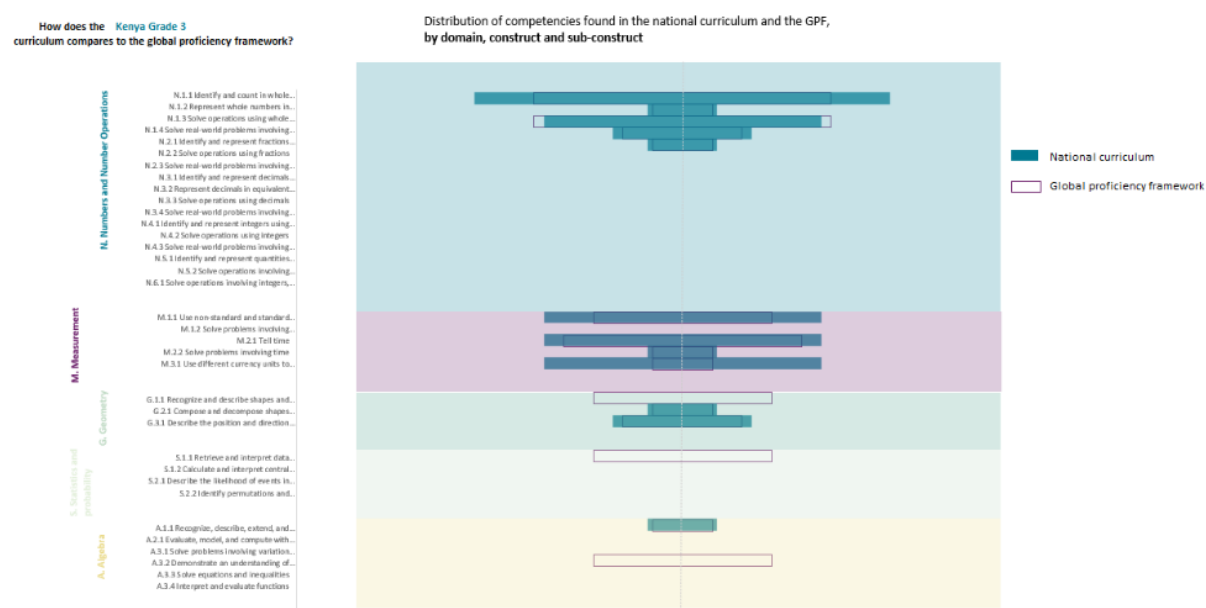 How does the Kenya Grade 3
curriculum compares to the global proficiency framework?
Distribution of competencies found in the national curriculum and the GPF,
by domain, construct and sub-construct
N. Numbers and Number Operations
N.1.1 Identify and count in whole...
N.1.2 Represent whole numbers in...
N.1.3 Solve operations using whole...
N.1.4 Solve real-world problems involving...
N.2.1 Identify and represent fractions...
N.2.2 Solve operations using fractions
N.2.3 Solve real-world problems involving...
N.3.1 Identify and represent decimals...
N.3.2 Represent decimals in equivalent...
N.3.3 Solve operations using decimals
N.3.4 Solve real-world problems involving...
N.4.1 Identify and represent integers using...
N.4.2 Solve operations using integers
N.4.3 Solve real-world problems involving...
N.5.1 Identify and represent quantities...
N.5.2 Solve operations involving...
N.6.1 Solve operations involving integers,...
M. Measurement
M.1.1 Use non-standard and standard...
M.1.2 Solve problems involving...
M.2.1 Tell time
M.2.2 Solve problems involving time
M.3.1 Use different currency units to...
G. Geometry
G.1.1 Recognize and describe shapes and...
G.2.1 Compose and decompose shapes...
G.3.1 Describe the position and direction...
S. Statistics and
probability
S.1.1 Retrieve and interpret data...
S.1.2 Calculate and interpret central...
S.2.1 Describe the likelihood of events in...
S.2.2 Identify permutations and...
A. Algebra
A.1.1 Recognize, describe, extend, and...
A.2.1 Evaluate, model, and compute with...
A.3.1 Solve problems involving variation...
A.3.2 Demonstrate an understanding of...
A.3.3 Solve equations and inequalities
A.3.4 Interpret and evaluate functions
National curriculum
Global proficiency framework